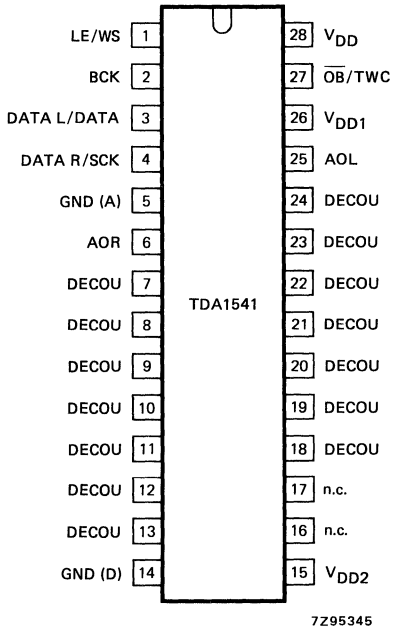 LE/WS 1 28 VDD
BCK 2 27 O̅B̅/TWC
DATA L/DATA 3 26 VDD1
DATA R/SCK 4 25 AOL
GND (A) 5 24 DECOU
AOR 6 23 DECOU
DECOU 7 22 DECOU
TDA1541
DECOU 8 21 DECOU
DECOU 9 20 DECOU
DECOU 10 19 DECOU
DECOU 11 18 DECOU
DECOU 12 17 n.c.
DECOU 13 16 n.c.
GND (D) 14 15 VDD2
7Z95345